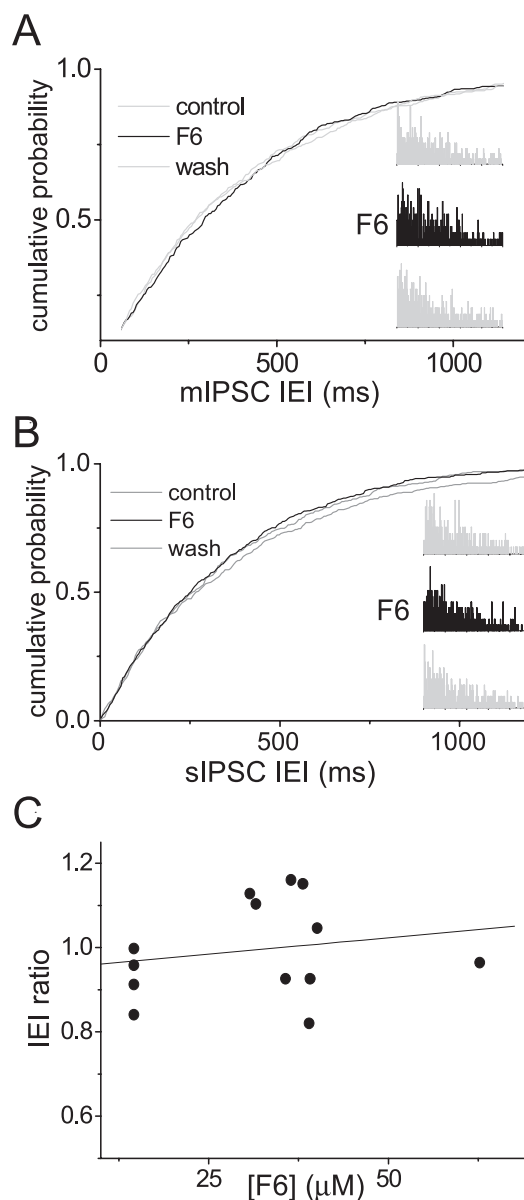 A
1.0
control
F6
wash
F6
0.5
cumulative probability
0
500
1000
mIPSC IEI (ms)
B
1.0
control
F6
wash
F6
0.5
cumulative probability
0.0
0
500
1000
sIPSC IEI (ms)
C
1.2
1.0
IEI ratio
0.8
0.6
25
50
[F6] (μM)